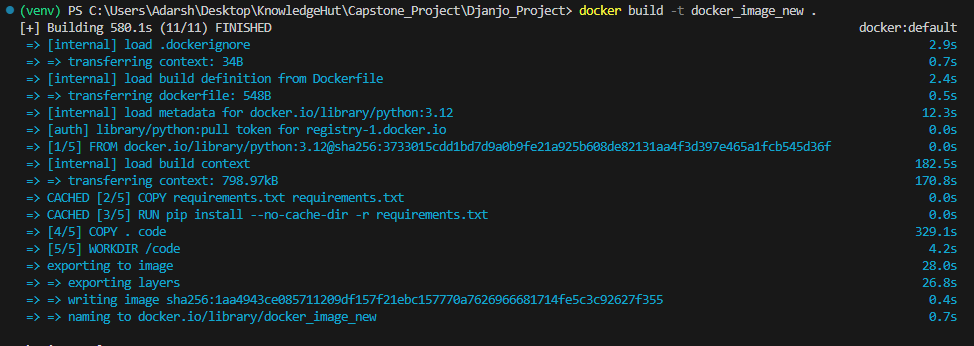 (venv) PS C:\Users\Adarsh\Desktop\KnowledgeHut\Capstone_Project\Djanjo_Project> docker build -t docker_image_new .
[+] Building 580.1s (11/11) FINISHED docker:default
=> [internal] load .dockerignore 2.9s
=> => transferring context: 34B 0.7s
=> [internal] load build definition from Dockerfile 2.4s
=> => transferring dockerfile: 548B 0.5s
=> [internal] load metadata for docker.io/library/python:3.12 12.3s
=> [auth] library/python:pull token for registry-1.docker.io 0.0s
=> [1/5] FROM docker.io/library/python:3.12@sha256:3733015cdd1bd7d9a0b9fe21a925b608de82131aa4f3d397e465a1fcb545d36f 0.0s
=> [internal] load build context 182.5s
=> => transferring context: 798.97kB 170.8s
=> CACHED [2/5] COPY requirements.txt requirements.txt 0.0s
=> CACHED [3/5] RUN pip install --no-cache-dir -r requirements.txt 0.0s
=> [4/5] COPY . code 329.1s
=> [5/5] WORKDIR /code 4.2s
=> exporting to image 28.0s
=> => exporting layers 26.8s
=> => writing image sha256:1aa4943ce085711209df157f21ebc157770a7626966681714fe5c3c92627f355 0.4s
=> => naming to docker.io/library/docker_image_new 0.7s